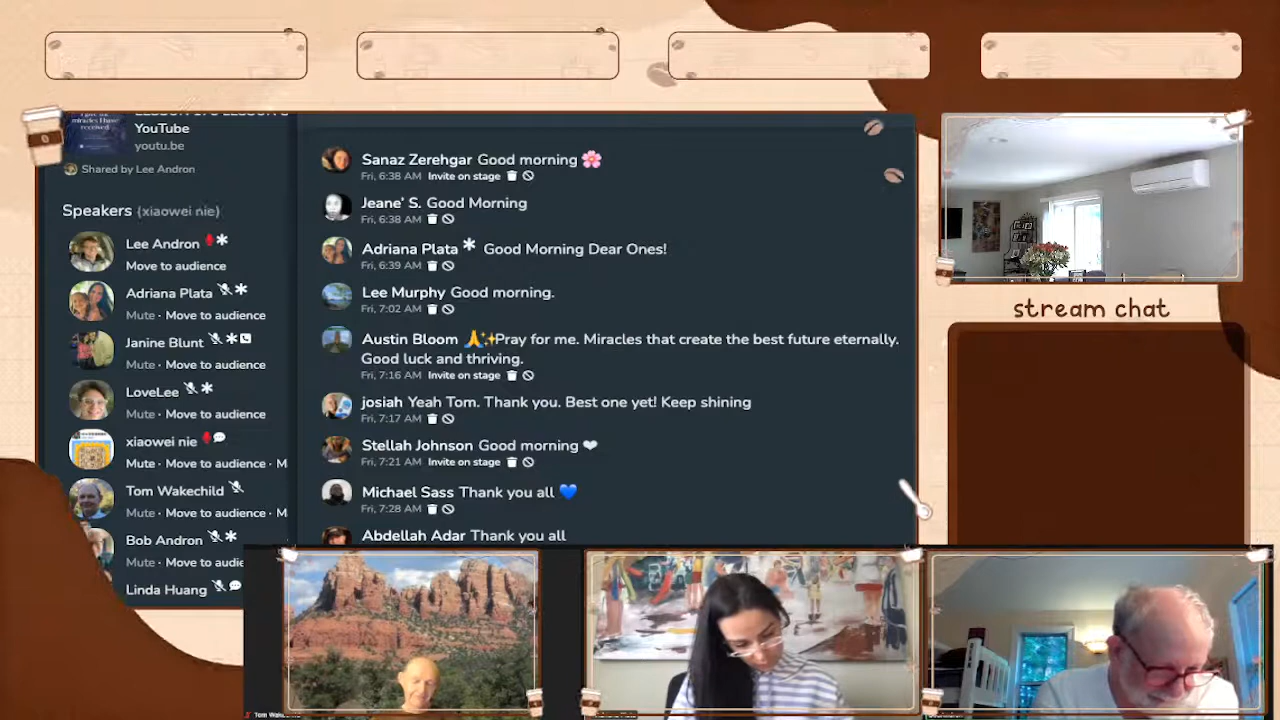 YouTube
youtu.be
Shared by Lee Andron
Speakers (xiaowei nie)
Lee Andron
Move to audience
Adriana Plata
Mute · Move to audience
Janine Blunt
Mute · Move to audience
LoveLee
Mute · Move to audience
xiaowei nie
Mute · Move to audience · M
Tom Wakechild
Mute · Move to audience · M
Bob Andron
Mute · Move to audie
Linda Huang
Sanaz Zerehgar Good morning 🌸
Fri, 6:38 AM Invite on stage
Jeane' S. Good Morning
Fri, 6:38 AM
Adriana Plata * Good Morning Dear Ones!
Fri, 6:39 AM
Lee Murphy Good morning.
Fri, 7:02 AM
Austin Bloom 🙏✨Pray for me. Miracles that create the best future eternally.
Good luck and thriving.
Fri, 7:16 AM Invite on stage
josiah Yeah Tom. Thank you. Best one yet! Keep shining
Fri, 7:17 AM
Stellah Johnson Good morning ❤
Fri, 7:21 AM Invite on stage
Michael Sass Thank you all 💙
Fri, 7:28 AM
Abdellah Adar Thank you all
stream chat